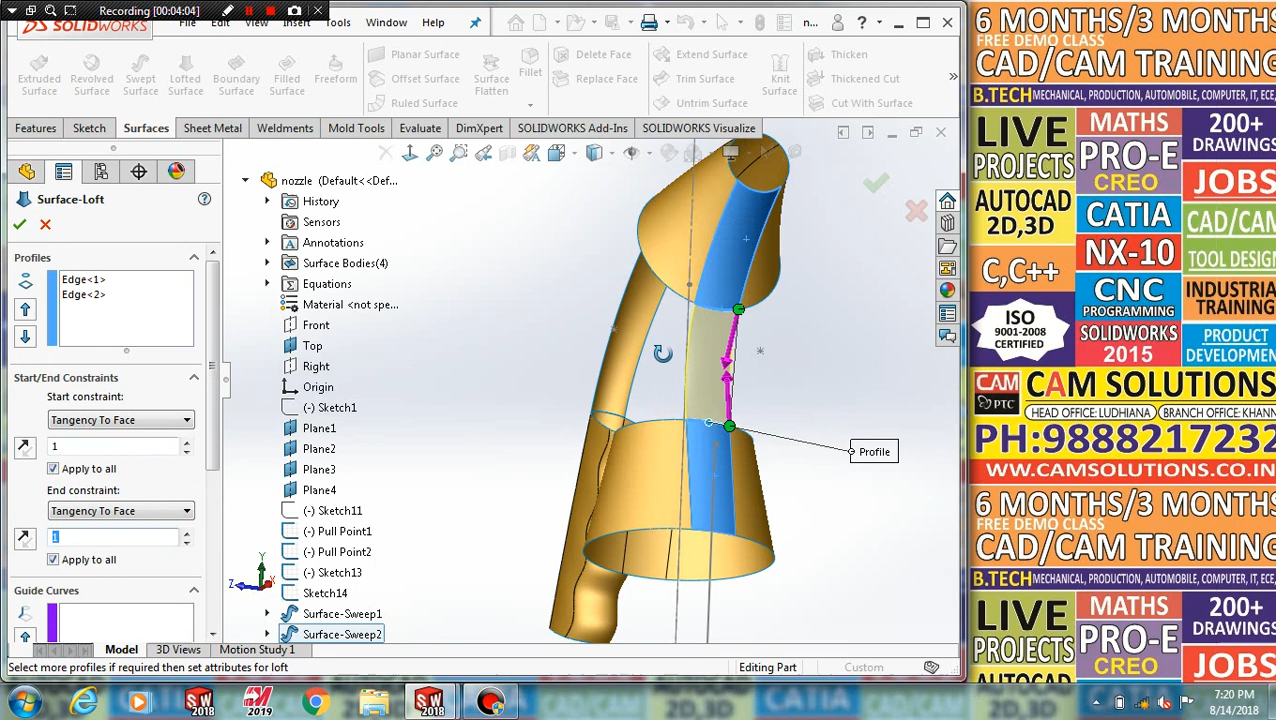 Recording [00:04:04]
SOLIDWORKS
File Edit View Insert Tools Window Help
n...
Extruded Surface
Revolved Surface
Swept Surface
Lofted Surface
Boundary Surface
Filled Surface
Freeform
Planar Surface
Offset Surface
Ruled Surface
Surface Flatten
Fillet
Delete Face
Replace Face
Extend Surface
Trim Surface
Untrim Surface
Knit Surface
Thicken
Thickened Cut
Cut With Surface
Features Sketch Surfaces Sheet Metal Weldments Mold Tools Evaluate DimXpert SOLIDWORKS Add-Ins SOLIDWORKS Visualize
Surface-Loft
Profiles
Edge<1>
Edge<2>
Start/End Constraints
Start constraint:
Tangency To Face
1
Apply to all
End constraint:
Tangency To Face
1
Apply to all
Guide Curves
nozzle (Default<<Def...
History
Sensors
Annotations
Surface Bodies(4)
Equations
Material <not spe...
Front
Top
Right
Origin
(-) Sketch1
Plane1
Plane2
Plane3
Plane4
(-) Sketch11
(-) Pull Point1
(-) Pull Point2
(-) Sketch13
Sketch14
Surface-Sweep1
Surface-Sweep2
Profile
Y
Z
X
Model 3D Views Motion Study 1
Select more profiles if required then set attributes for loft
Editing Part
Custom
SW 2018
2019
SW 2018
7:20 PM
8/14/2018
6 MONTHS/3 MONTHS
FREE DEMO CLASS
CAD/CAM TRAINING
B.TECH MECHANICAL, PRODUCTION, AUTOMOBILE, COMPUTER, IT, ECE,
LIVE PROJECTS
MATHS
PRO-E
CREO
200+
DRAWINGS
JOBS
AUTOCAD
2D,3D
CATIA
CAD/CAM
NX-10
TOOL DESIGN
C,C++
CNC
PROGRAMMING
INDUSTRIAL
TRAINING
ISO
9001-2008
CERTIFIED
SOLIDWORKS
2015
PRODUCT
DEVELOPMENT
CAM
PTC
CAM SOLUTIONS
HEAD OFFICE: LUDHIANA
BRANCH OFFICE: KHANN
PH:9888217232
WWW.CAMSOLUTIONS.CO.IN
6 MONTHS/3 MONTHS
FREE DEMO CLASS
CAD/CAM TRAINING
B.TECH MECHANICAL, PRODUCTION, AUTOMOBILE, COMPUTER, IT, ECE,
LIVE PROJECTS
MATHS
PRO-E
CREO
200+
DRAWINGS
JOBS